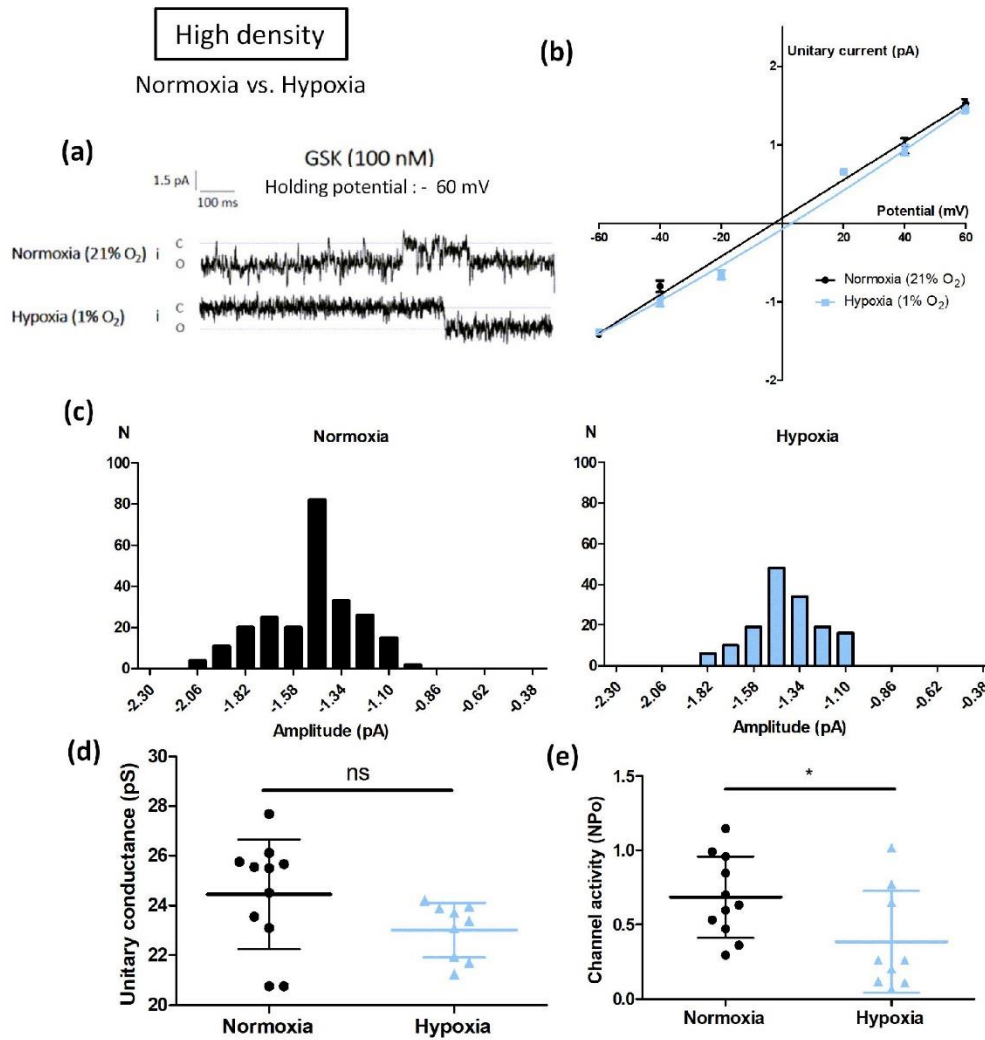 High density
Normoxia vs. Hypoxia
(a)
GSK (100 nM)
Holding potential : - 60 mV
1.5 pA
100 ms
Normoxia (21% O₂) i
C
O
Hypoxia (1% O₂) i
C
O
(b)
Unitary current (pA)
2
1
Potential (mV)
-60 -40 -20 20 40 60
-1
-2
Normoxia (21% O₂)
Hypoxia (1% O₂)
(c)
N
Normoxia
100
80
60
40
20
0
-2.30 -2.06 -1.82 -1.58 -1.34 -1.10 -0.86 -0.62 -0.38
Amplitude (pA)
N
Hypoxia
100
80
60
40
20
0
-2.30 -2.06 -1.82 -1.58 -1.34 -1.10 -0.86 -0.62 -0.38
Amplitude (pA)
(d)
Unitary conductance (pS)
30
28
26
24
22
20
ns
Normoxia Hypoxia
(e)
Channel activity (NPo)
1.5
1.0
0.5
0.0
*
Normoxia Hypoxia